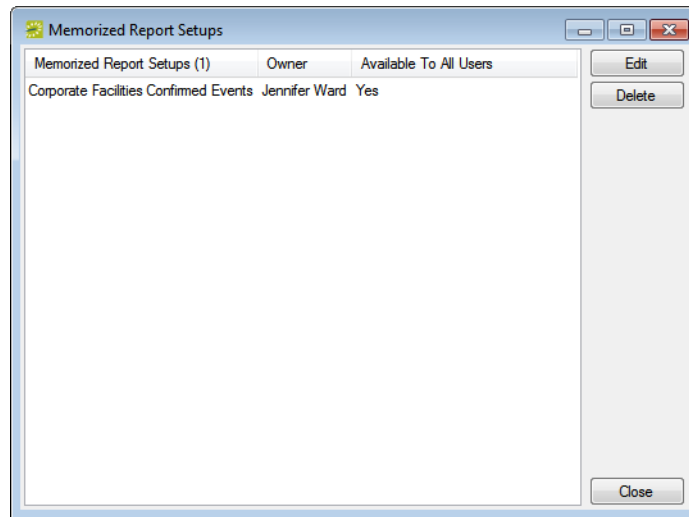 Memorized Report Setups
Memorized Report Setups (1) Owner Available To All Users
Corporate Facilities Confirmed Events Jennifer Ward Yes
Edit
Delete
Close